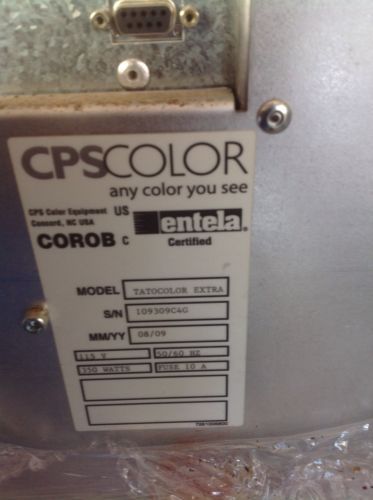 CPSCOLOR
any color you see
CPS Color Equipment US
Concord, NC USA
COROB C
entela®
Certified
MODEL TATOCOLOR EXTRA
S/N 109309C4G
MM/YY 08/09
115 V 50/60 HZ
350 WATTS FUSE 10 A